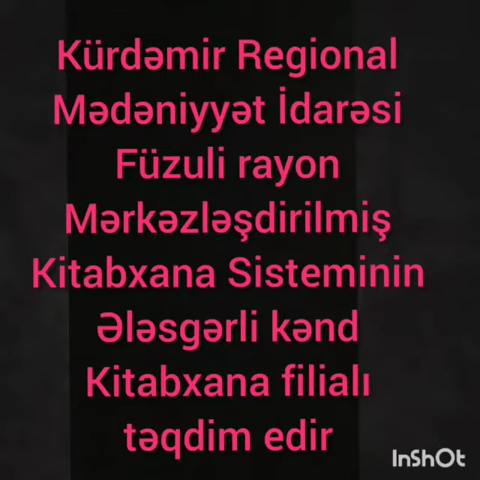 Kürdəmir Regional
Mədəniyyət İdarəsi
Füzuli rayon
Mərkəzləşdirilmiş
Kitabxana Sisteminin
Ələsgərli kənd
Kitabxana filialı
təqdim edir
InShOt